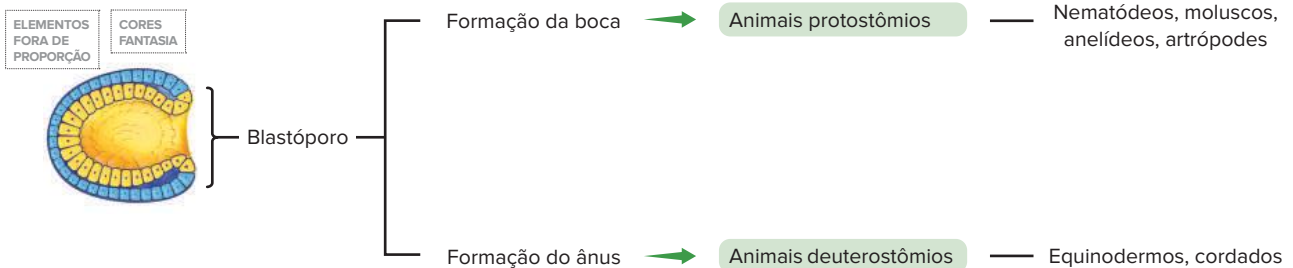 ELEMENTOS
FORA DE
PROPORÇÃO
CORES
FANTASIA
Formação da boca
Animais protostômios
Nematódeos, moluscos,
anelídeos, artrópodes
Blastóporo
Formação do ânus
Animais deuterostômios
Equinodermos, cordados